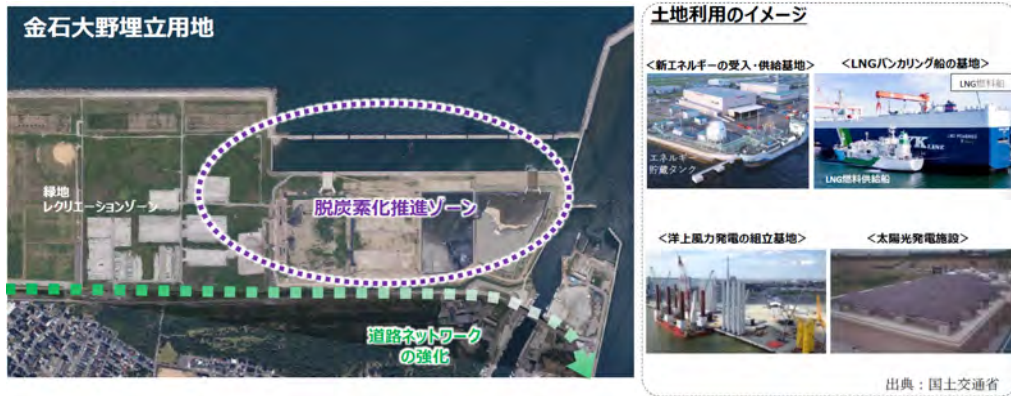 金石大野埋立用地
緑地
レクリエーションゾーン
脱炭素化推進ゾーン
道路ネットワーク
の強化
土地利用のイメージ
<新エネルギーの受入・供給基地>
エネルギー
貯蔵タンク
<LNGバンカリング船の基地>
LNG燃料船
LNG燃料供給船
<洋上風力発電の組立基地>
<太陽光発電施設>
出典：国土交通省